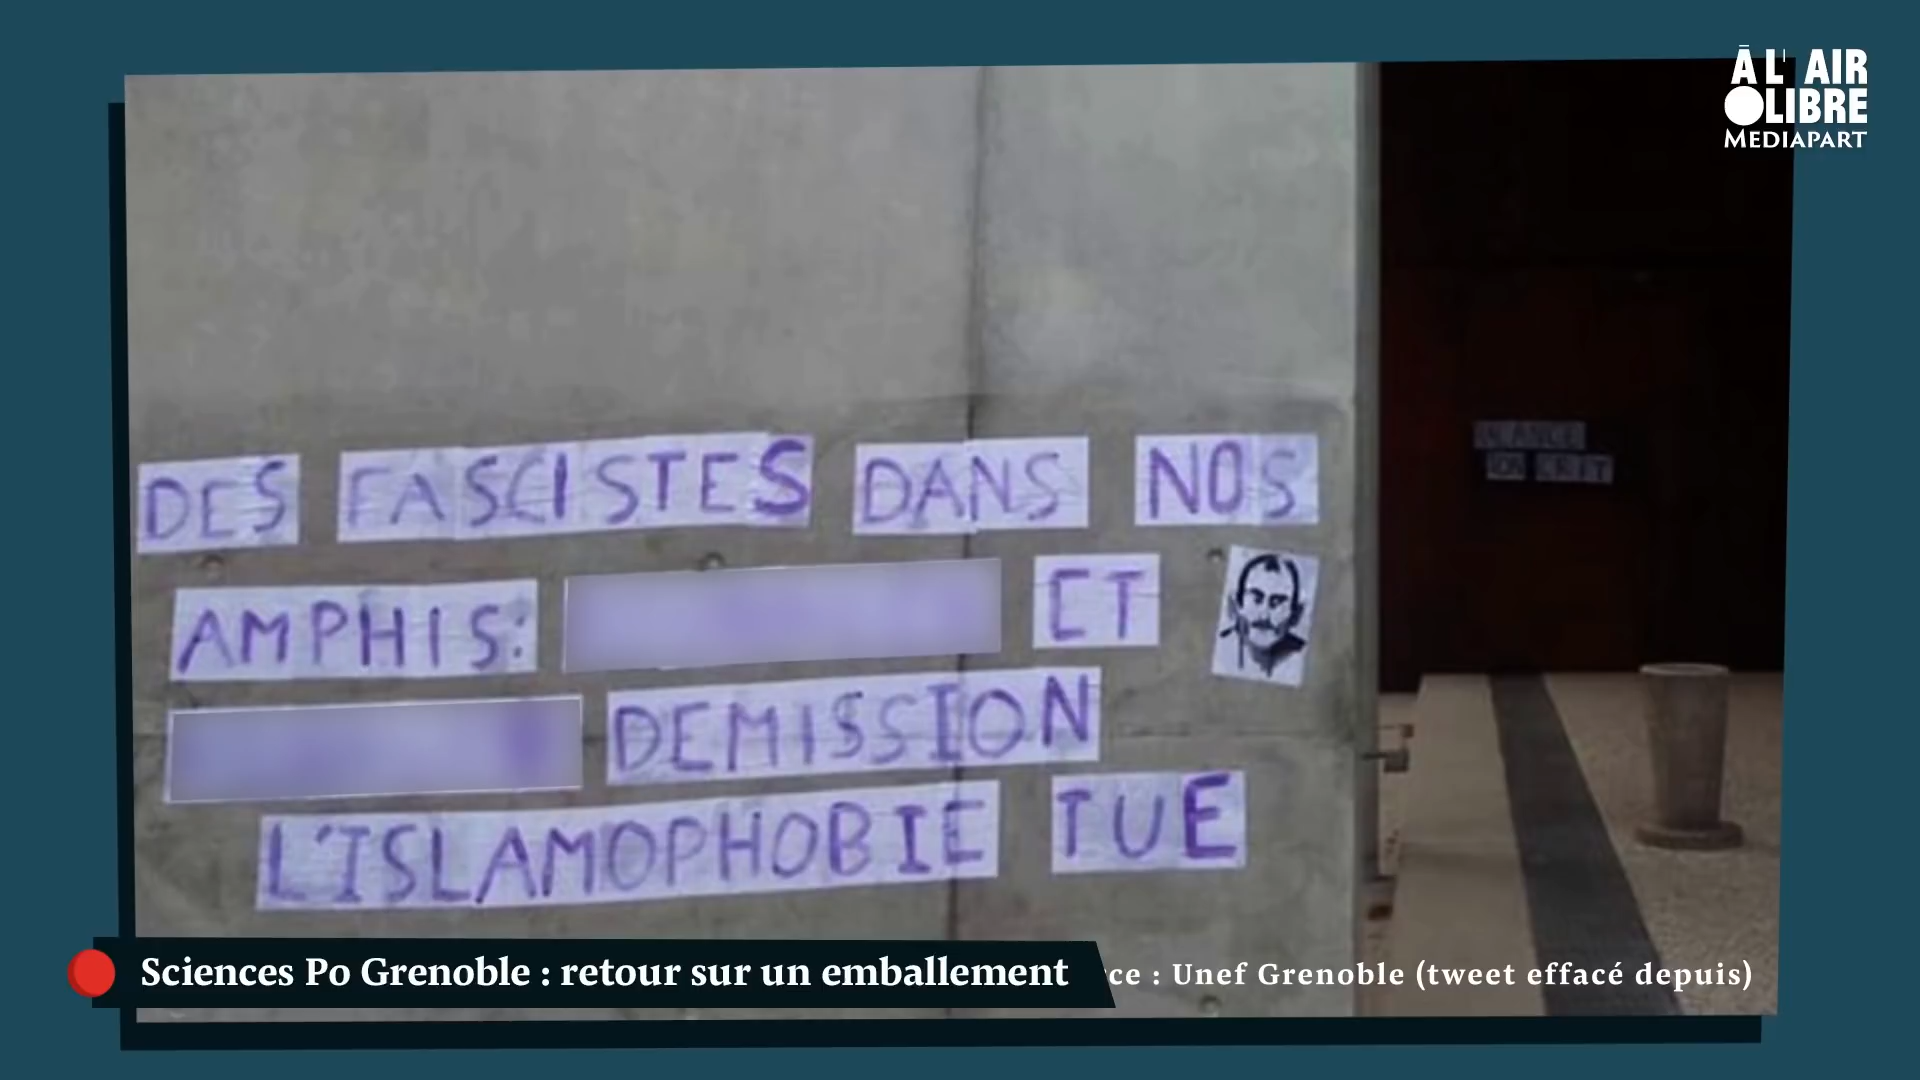 À L'AIR
LIBRE
MEDIAPART
DES FASCISTES DANS NOS
AMPHIS: ET
DEMISSION
L'ISLAMOPHOBIE TUE
Sciences Po Grenoble : retour sur un emballement
ce : Unef Grenoble (tweet effacé depuis)